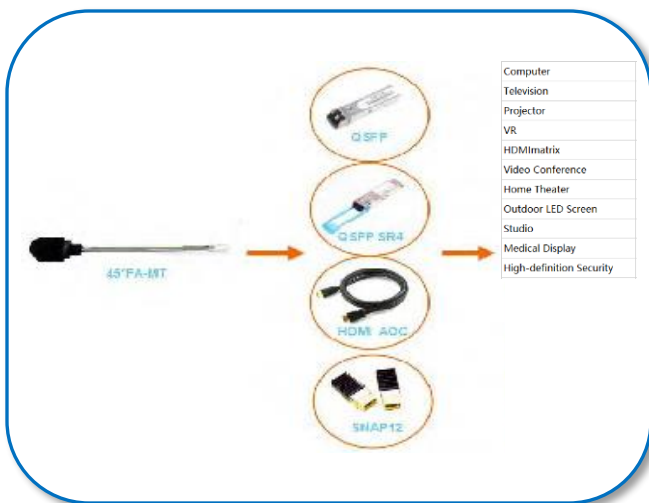 45°FA-MT
QSFP
QSFP SR4
HDMI AOC
SNAP12
Computer
Television
Projector
VR
HDMImatrix
Video Conference
Home Theater
Outdoor LED Screen
Studio
Medical Display
High-definition Security